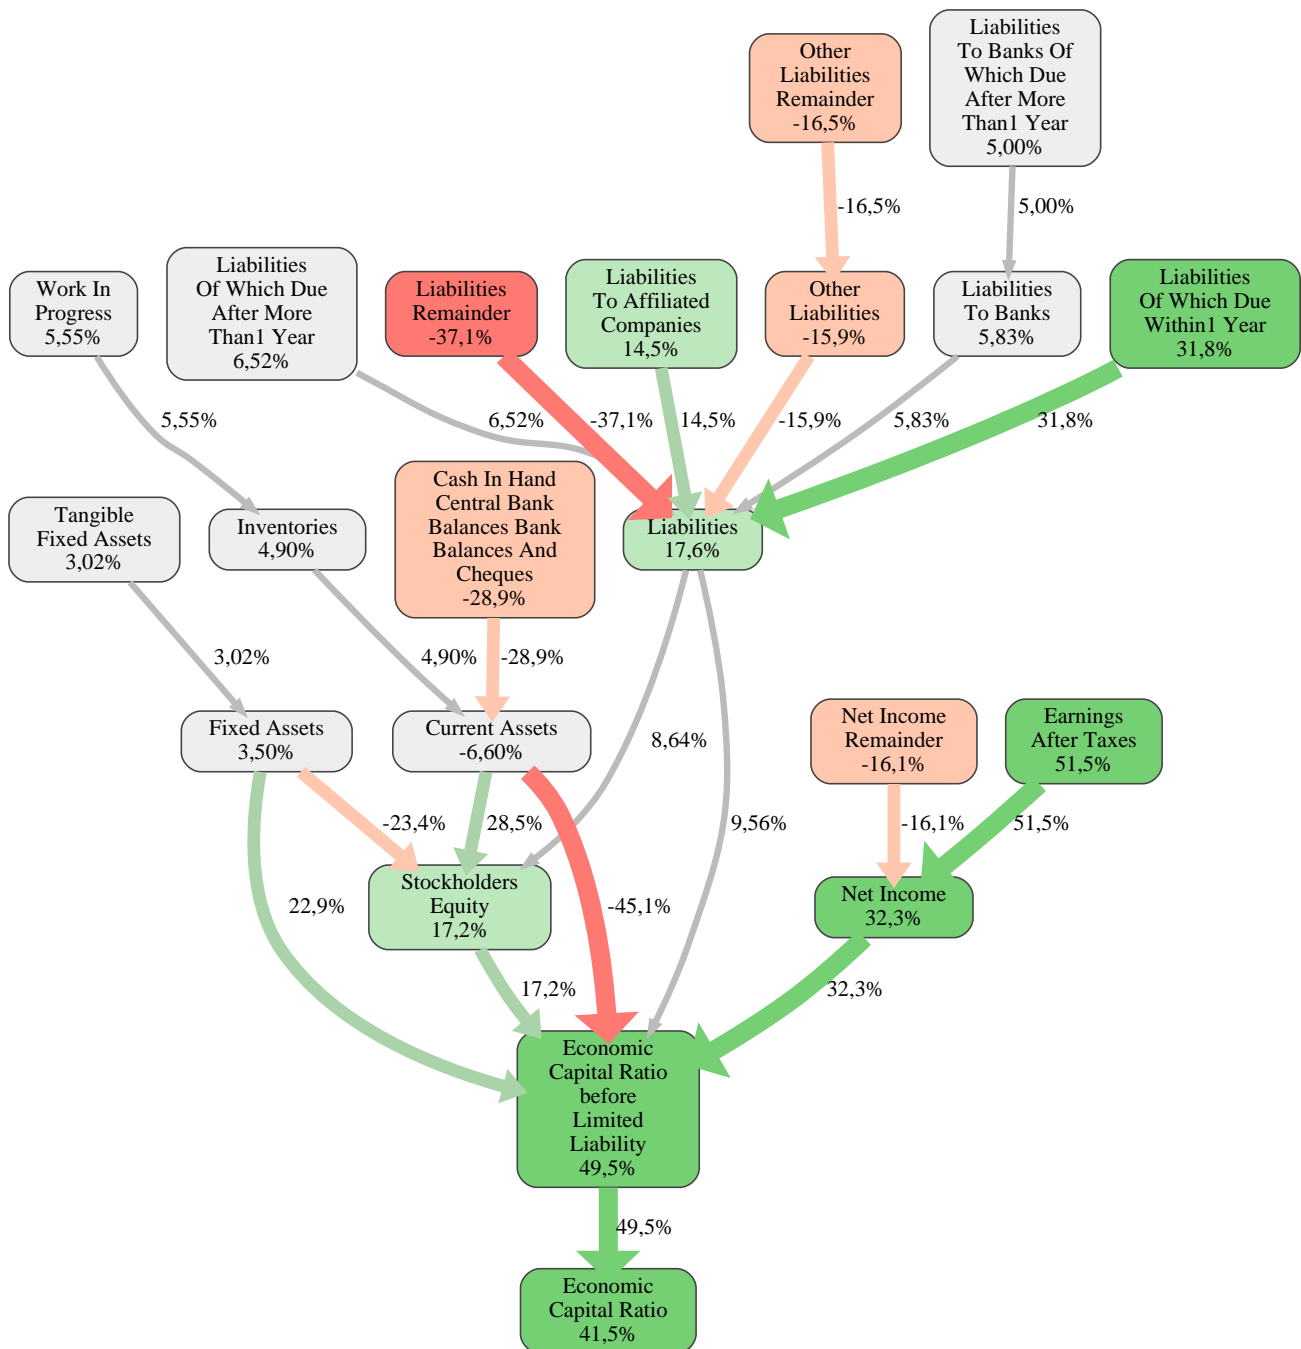 Other
Liabilities
Remainder
-16,5%
Liabilities
To Banks Of
Which Due
After More
Than1 Year
5,00%
-16,5%
5,00%
Work In
Progress
5,55%
Liabilities
Of Which Due
After More
Than1 Year
6,52%
Liabilities
Remainder
-37,1%
Liabilities
To Affiliated
Companies
14,5%
Other
Liabilities
-15,9%
Liabilities
To Banks
5,83%
Liabilities
Of Which Due
Within1 Year
31,8%
5,55%
6,52%
-37,1%
14,5%
-15,9%
5,83%
31,8%
Tangible
Fixed Assets
3,02%
Inventories
4,90%
Cash In Hand
Central Bank
Balances Bank
Balances And
Cheques
-28,9%
Liabilities
17,6%
3,02%
4,90%
-28,9%
8,64%
9,56%
Fixed Assets
3,50%
Current Assets
-6,60%
Net Income
Remainder
-16,1%
Earnings
After Taxes
51,5%
-23,4%
28,5%
-16,1%
51,5%
22,9%
Stockholders
Equity
17,2%
-45,1%
Net Income
32,3%
17,2%
32,3%
Economic
Capital Ratio
before
Limited
Liability
49,5%
49,5%
Economic
Capital Ratio
41,5%